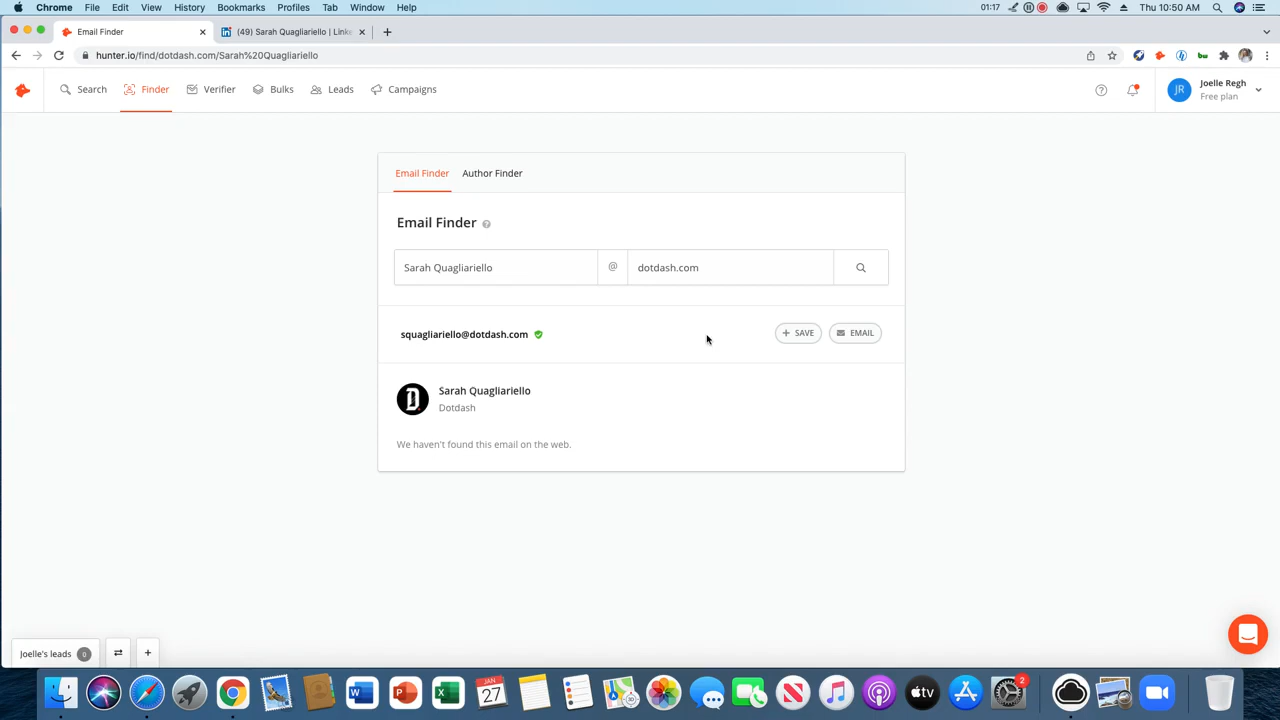 Chrome File Edit View History Bookmarks Profiles Tab Window Help 01:17 Thu 10:50 AM
Email Finder (49) Sarah Quagliariello | Linke
hunter.io/find/dotdash.com/Sarah%20Quagliariello
Search Finder Verifier Bulks Leads Campaigns JR Joelle Regh
Free plan
Email Finder Author Finder
Email Finder
Sarah Quagliariello @ dotdash.com
squagliariello@dotdash.com + SAVE EMAIL
D Sarah Quagliariello
Dotdash
We haven't found this email on the web.
Joelle's leads 0
JAN
27 W P X tv 2